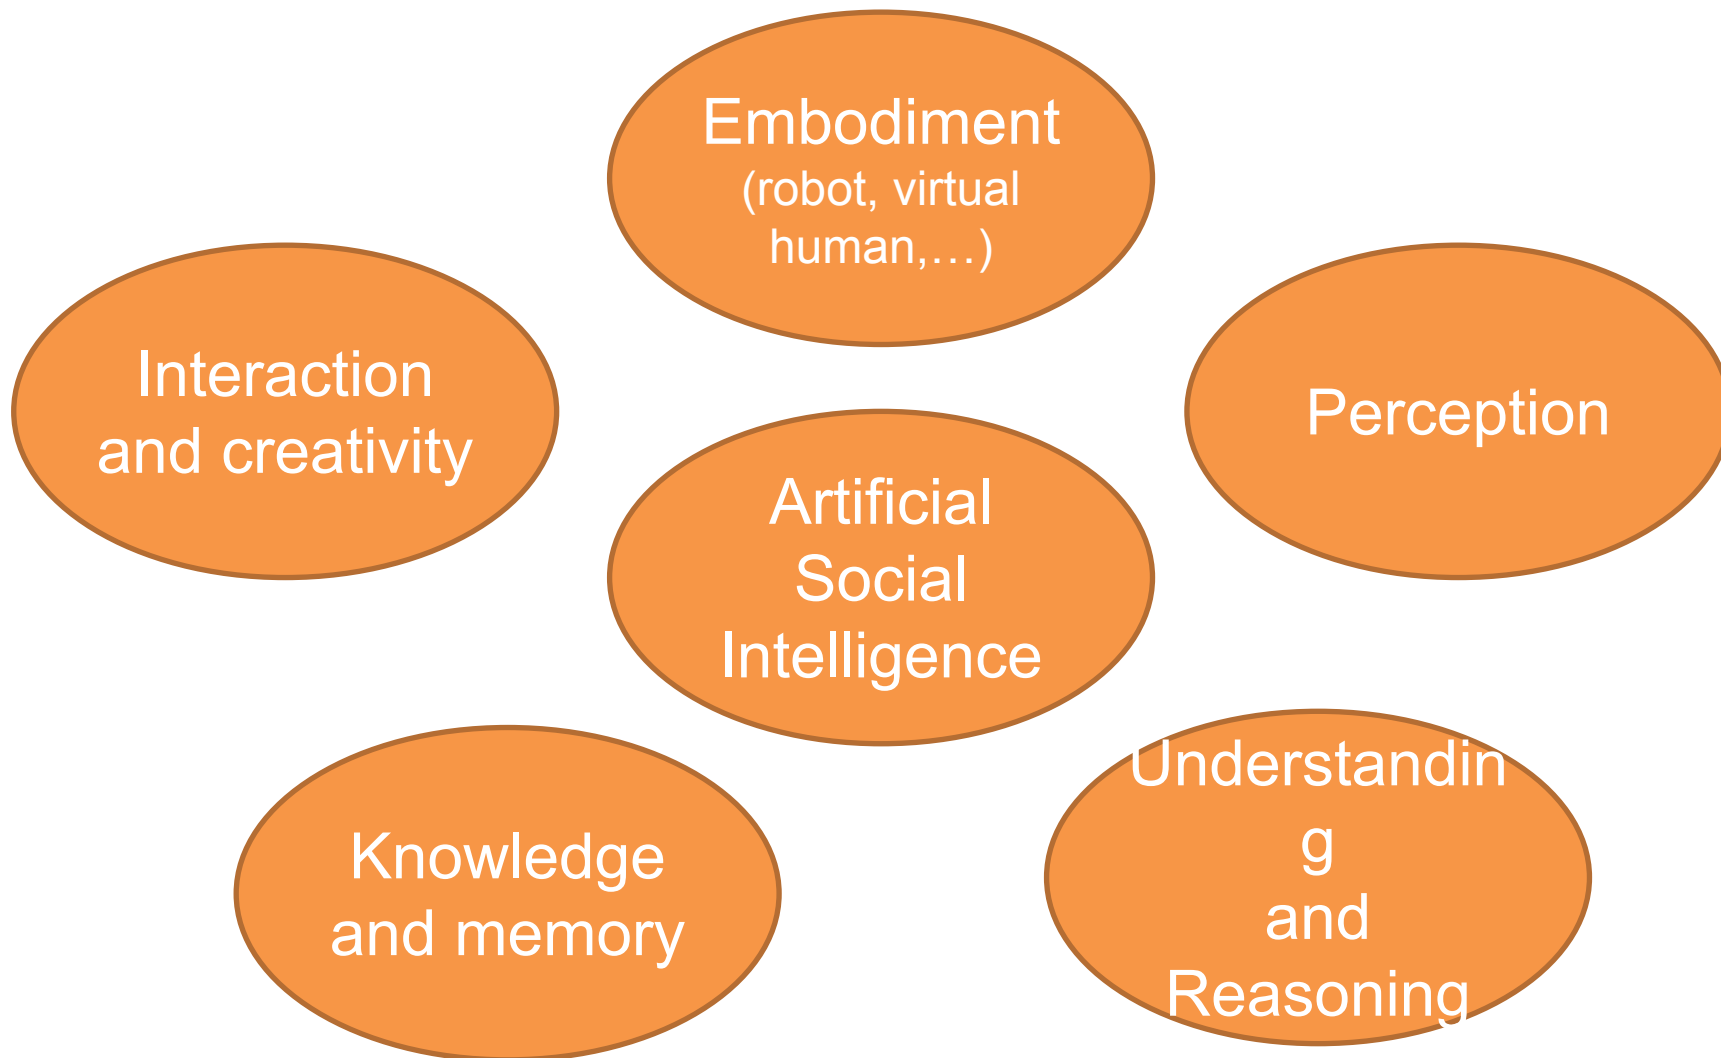 Embodiment
(robot, virtual
human,…)
Interaction
and creativity
Perception
Artificial
Social
Intelligence
Knowledge
and memory
Understandin
g
and
Reasoning